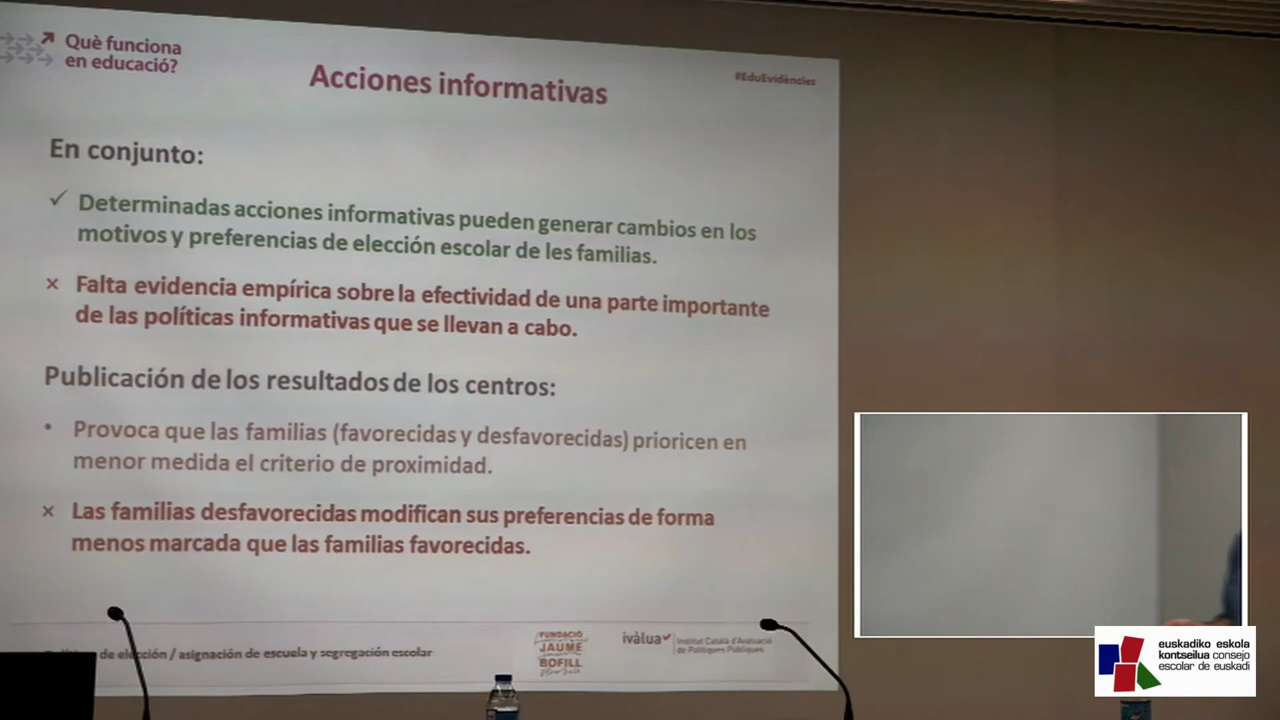 Què funciona
en educació?
Acciones informativas
#EduEvidències
En conjunto:
✓ Determinadas acciones informativas pueden generar cambios en los
motivos y preferencias de elección escolar de les familias.
× Falta evidencia empírica sobre la efectividad de una parte importante
de las políticas informativas que se llevan a cabo.
Publicación de los resultados de los centros:
• Provoca que las familias (favorecidas y desfavorecidas) prioricen en
menor medida el criterio de proximidad.
× Las familias desfavorecidas modifican sus preferencias de forma
menos marcada que las familias favorecidas.
de elección / asignación de escuela y segregación escolar
FUNDACIÓ
JAUME
BOFILL
ivàlua
Institut Català d'Avaluació
de Polítiques Públiques
euskadiko eskola
kontseilua consejo
escolar de euskadi